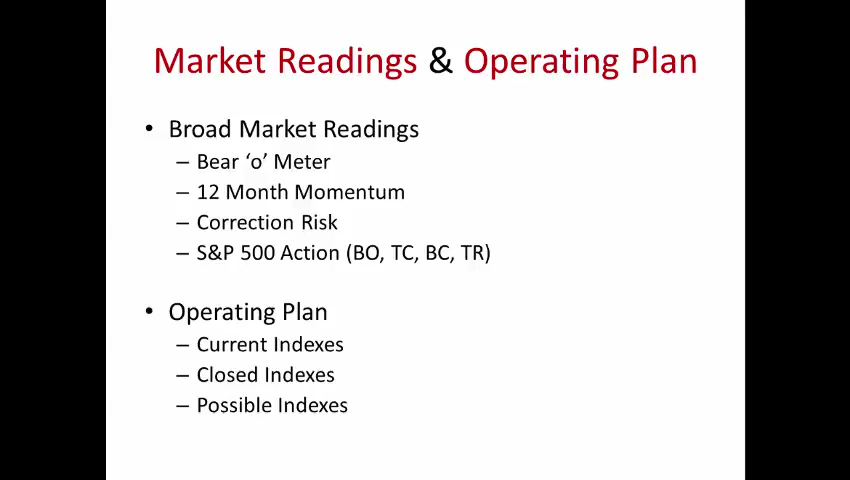 Market Readings & Operating Plan
• Broad Market Readings
– Bear ‘o’ Meter
– 12 Month Momentum
– Correction Risk
– S&P 500 Action (BO, TC, BC, TR)
• Operating Plan
– Current Indexes
– Closed Indexes
– Possible Indexes